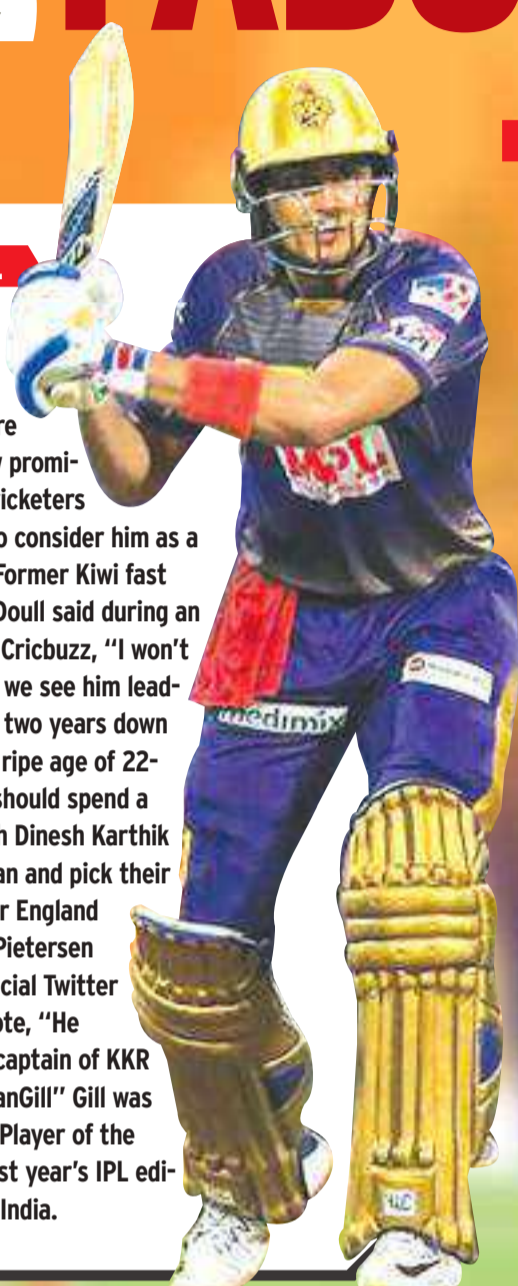 re
promi-
icketers
o consider him as a
Former Kiwi fast
Doull said during an
Cricbuzz, “I won’t
we see him lead-
two years down
ripe age of 22-
should spend a
Dinesh Karthik
an and pick their
r England
Pietersen
cial Twitter
ote, “He
captain of KKR
anGill” Gill was
Player of the
st year’s IPL edi-
India.
medimix